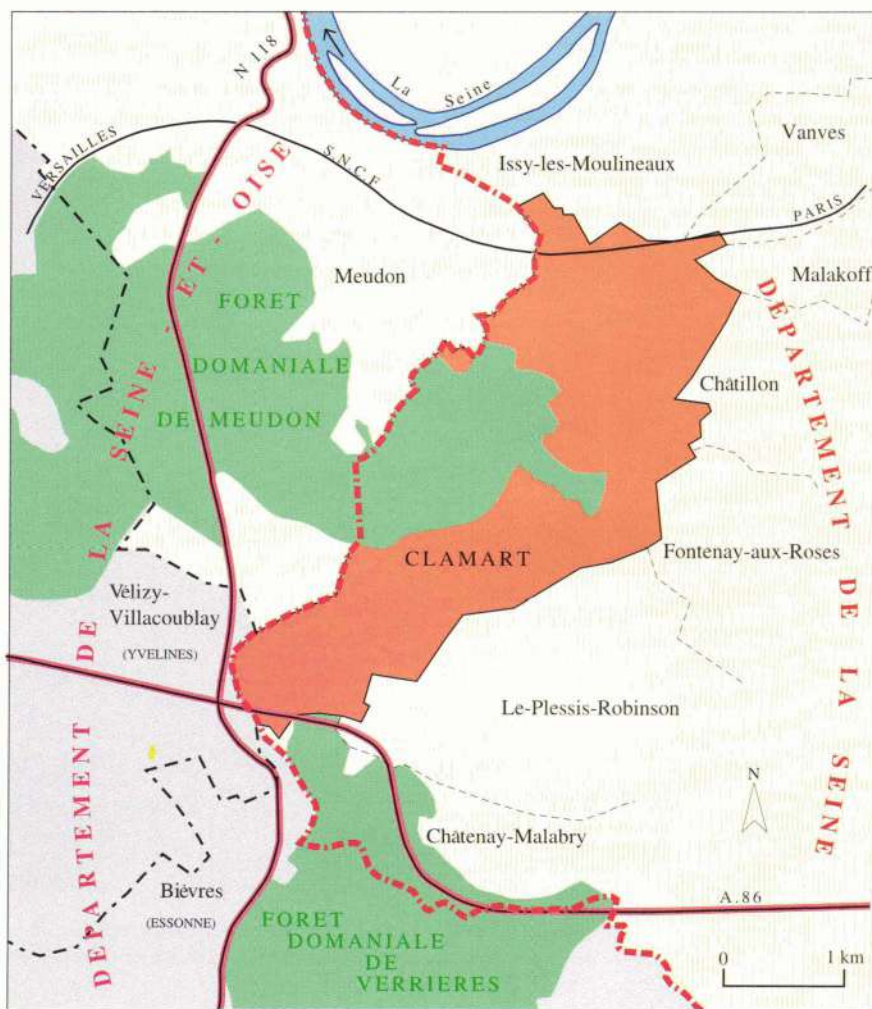 N 118
La
Seine
Vanves
VERSAILLES
Issy-les-Moulineaux
S.N.C.F
PARIS
Meudon
Malakoff
FORET
DOMANIALE
DE MEUDON
Châtillon
CLAMART
Fontenay-aux-Roses
Vélizy-
Villacoublay
(YVELINES)
Le-Plessis-Robinson
N
Châtenay-Malabry
Bièvres
(ESSONNE)
A.86
FORET
DOMANIALE
DE
VERRIERES
0 1 km
DÉPARTEMENT DE LA SEINE-ET-OISE
DÉPARTEMENT DE LA SEINE